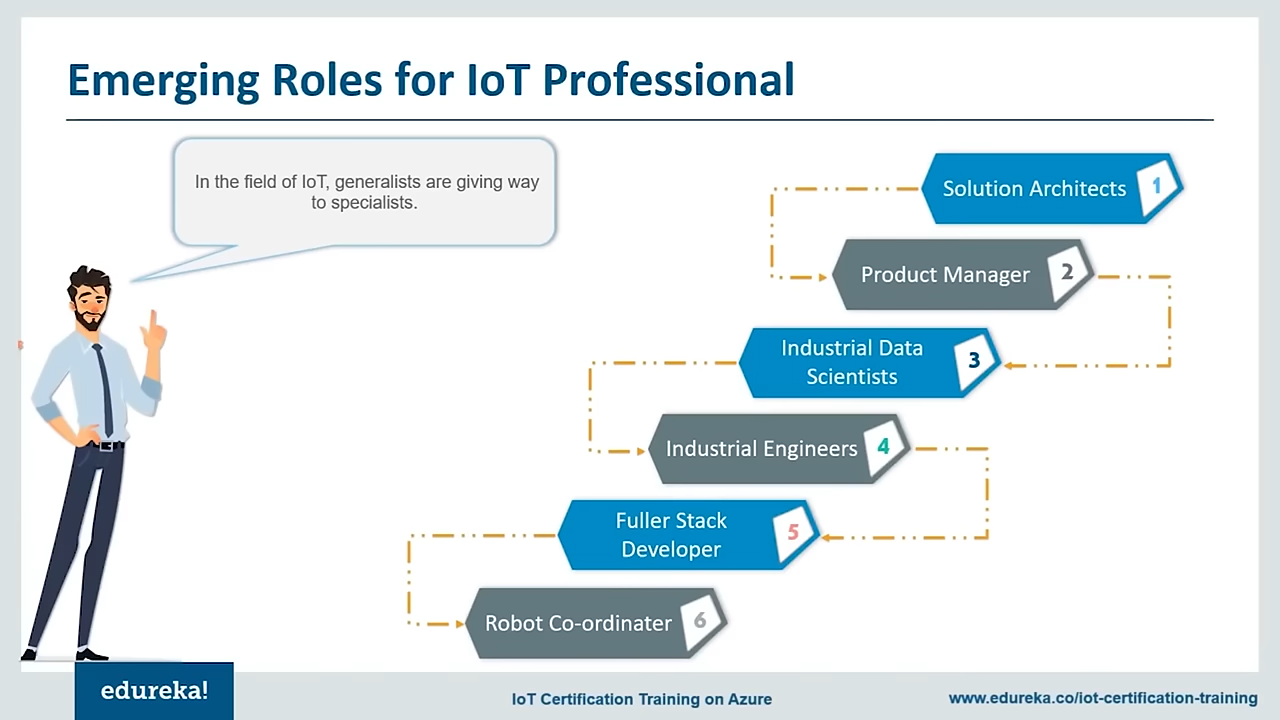 Emerging Roles for IoT Professional
In the field of IoT, generalists are giving way
to specialists.
Solution Architects 1
Product Manager 2
Industrial Data
Scientists 3
Industrial Engineers 4
Fuller Stack
Developer 5
Robot Co-ordinater 6
edureka!
IoT Certification Training on Azure
www.edureka.co/iot-certification-training